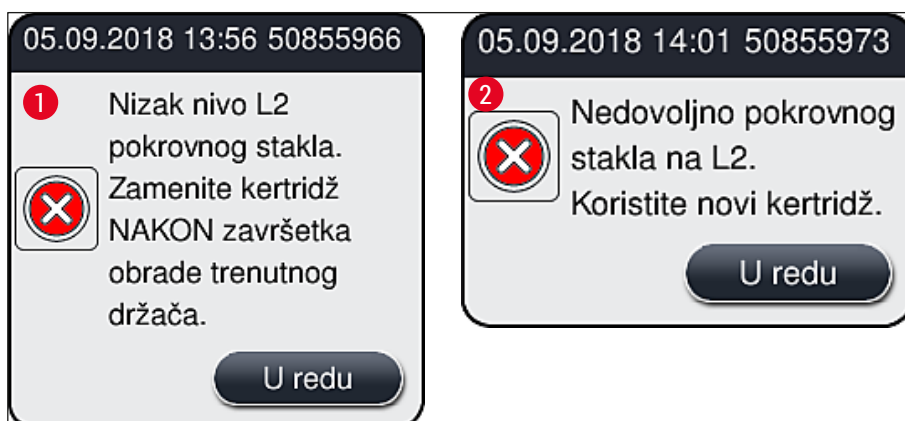 05.09.2018 13:56 50855966
1
Nizak nivo L2
pokrovnog stakla.
Zamenite kertridž
NAKON završetka
obrade trenutnog
držača.
U redu
05.09.2018 14:01 50855973
2
Nedovoljno pokrovnog
stakla na L2.
Koristite novi kertridž.
U redu